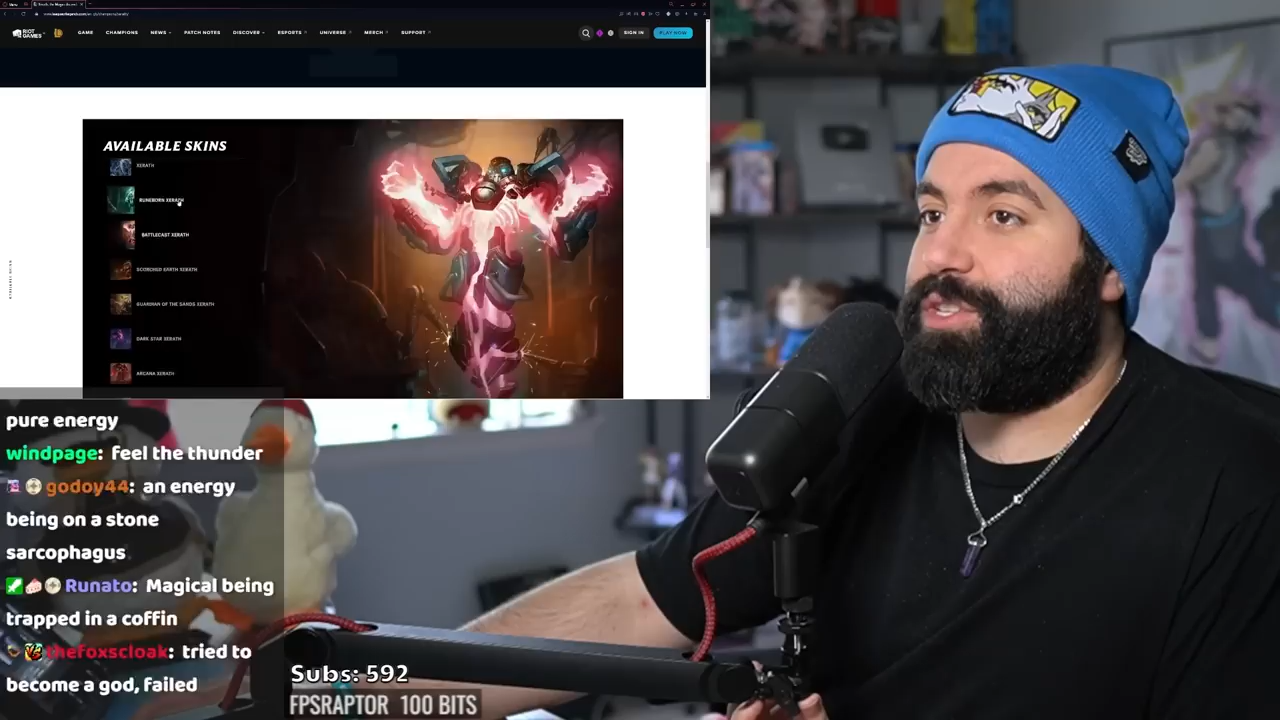 RIOT GAMES
GAME
CHAMPIONS
NEWS
PATCH NOTES
DISCOVER
ESPORTS
UNIVERSE
MERCH
SUPPORT
SIGN IN
PLAY NOW
AVAILABLE SKINS
XERATH
RUNEBORN XERATH
BATTLECAST XERATH
SCORCHED EARTH XERATH
GUARDIAN OF THE SANDS XERATH
DARK STAR XERATH
ARCANA XERATH
pure energy
windpage: feel the thunder
godoy44: an energy
being on a stone
sarcophagus
Runato: Magical being
trapped in a coffin
thefoxscloak: tried to
become a god, failed
Subs: 592
FPSRAPTOR 100 BITS